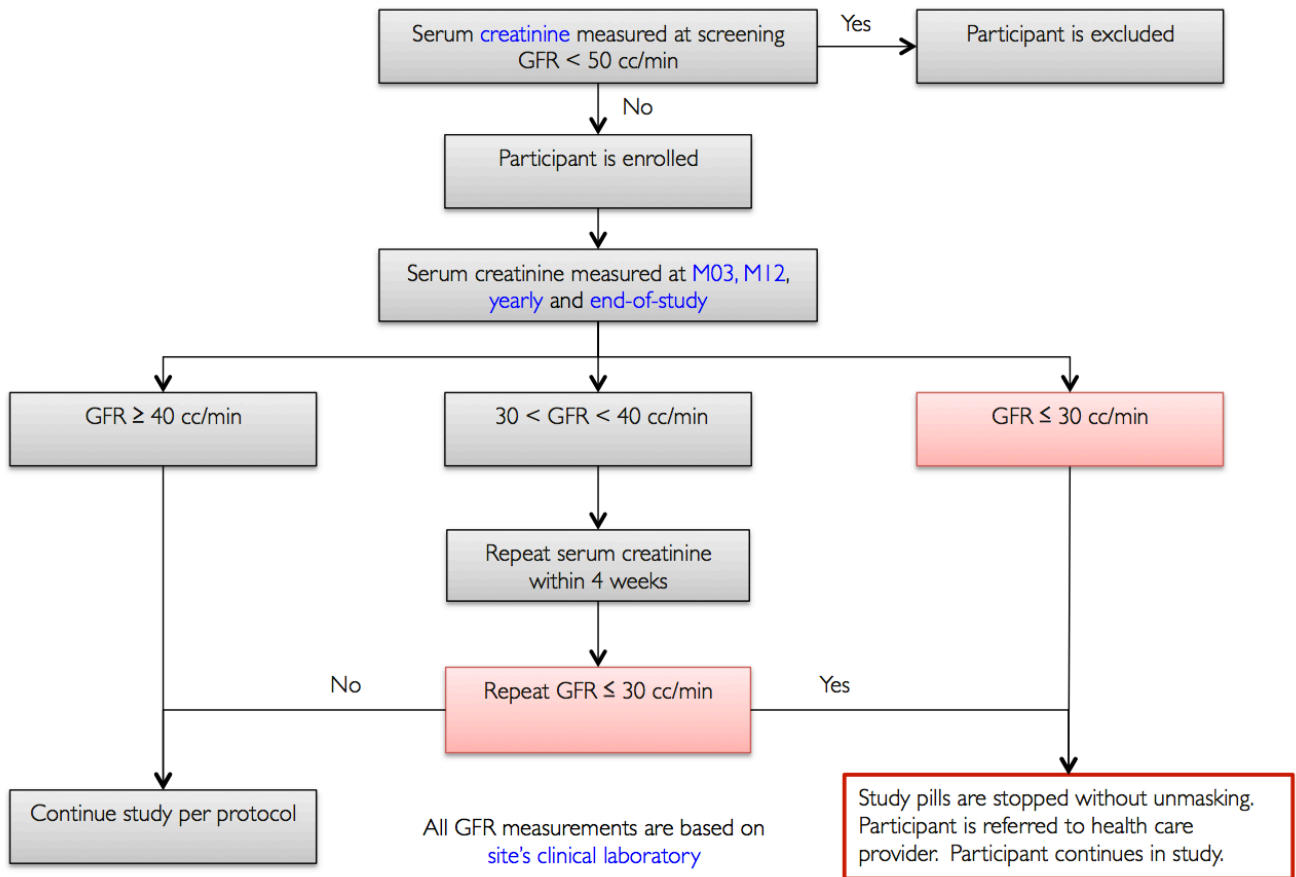 Serum creatinine measured at screening
GFR < 50 cc/min
Yes
Participant is excluded
No
Participant is enrolled
Serum creatinine measured at M03, M12,
yearly and end-of-study
GFR ≥ 40 cc/min
30 < GFR < 40 cc/min
GFR ≤ 30 cc/min
Repeat serum creatinine
within 4 weeks
No
Repeat GFR ≤ 30 cc/min
Yes
Continue study per protocol
All GFR measurements are based on
site's clinical laboratory
Study pills are stopped without unmasking.
Participant is referred to health care
provider. Participant continues in study.